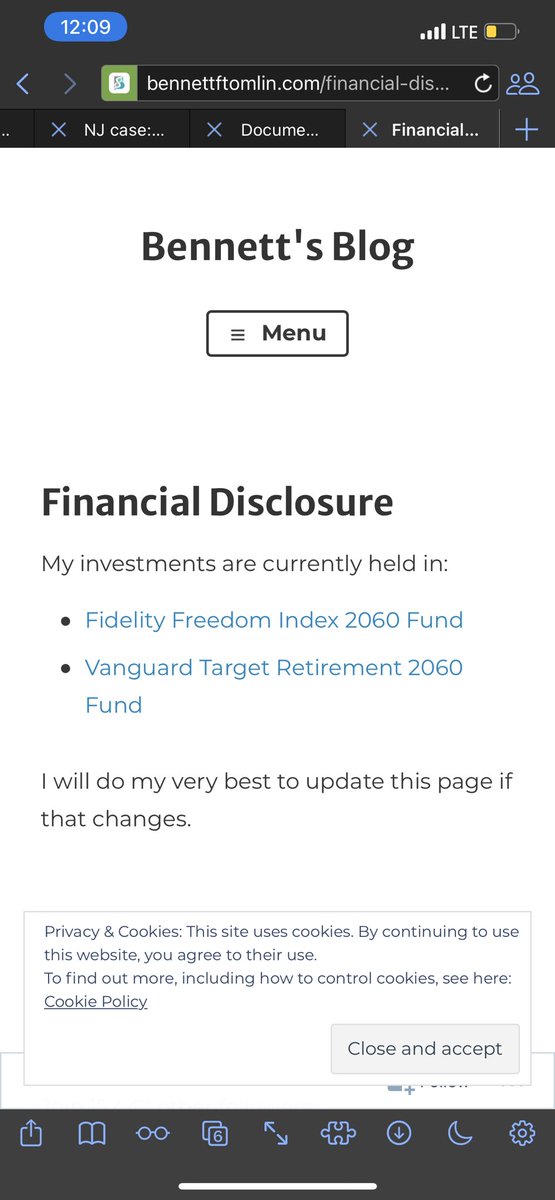 12:09
LTE
bennettftomlin.com/financial-dis...
..
NJ case:...
Docume...
Financial...
Bennett's Blog
Menu
Financial Disclosure
My investments are currently held in:
Fidelity Freedom Index 2060 Fund
Vanguard Target Retirement 2060
Fund
I will do my very best to update this page if
that changes.
Privacy & Cookies: This site uses cookies. By continuing to use
this website, you agree to their use.
To find out more, including how to control cookies, see here:
Cookie Policy
Close and accept
6